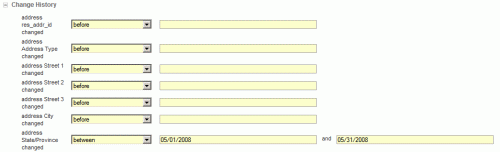 Change History
address
res_addr_id before
changed
address
Address Type before
changed
address Street 1 before
changed
address Street 2 before
changed
address Street 3 before
changed
address City before
changed
address
State/Province between 05/01/2008 and 05/31/2008
changed